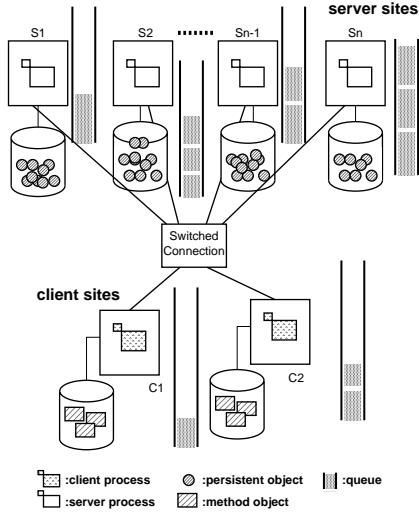 server sites
S1
S2
Sn-1
Sn
Switched
Connection
client sites
C1
C2
:client process
:persistent object
:queue
:server process
:method object